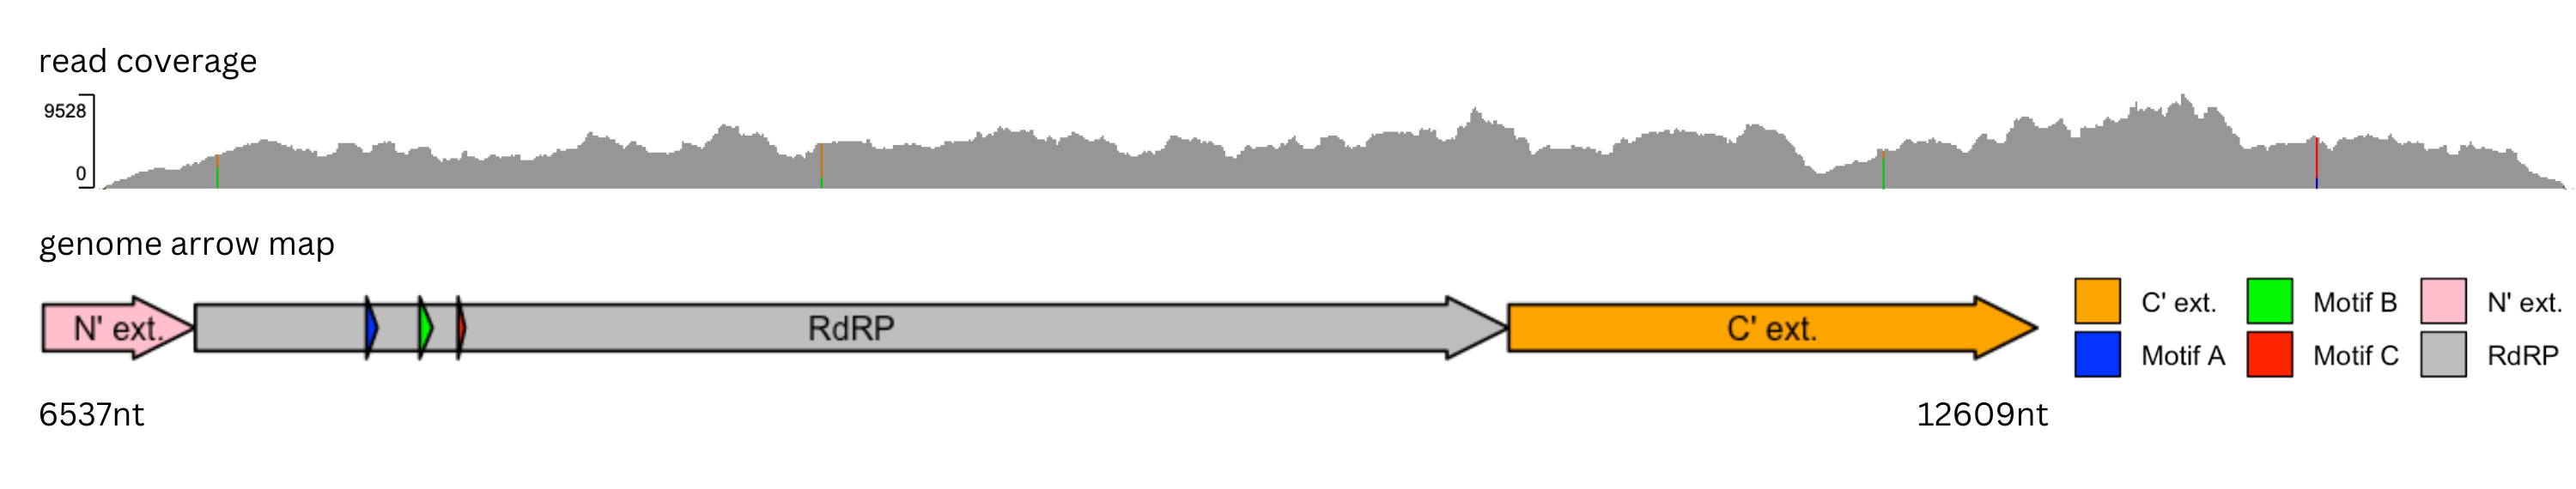 read coverage
9528
0
genome arrow map
N' ext.
RdRP
C' ext.
C' ext.
Motif B
N' ext.
Motif A
Motif C
RdRP
6537nt
12609nt